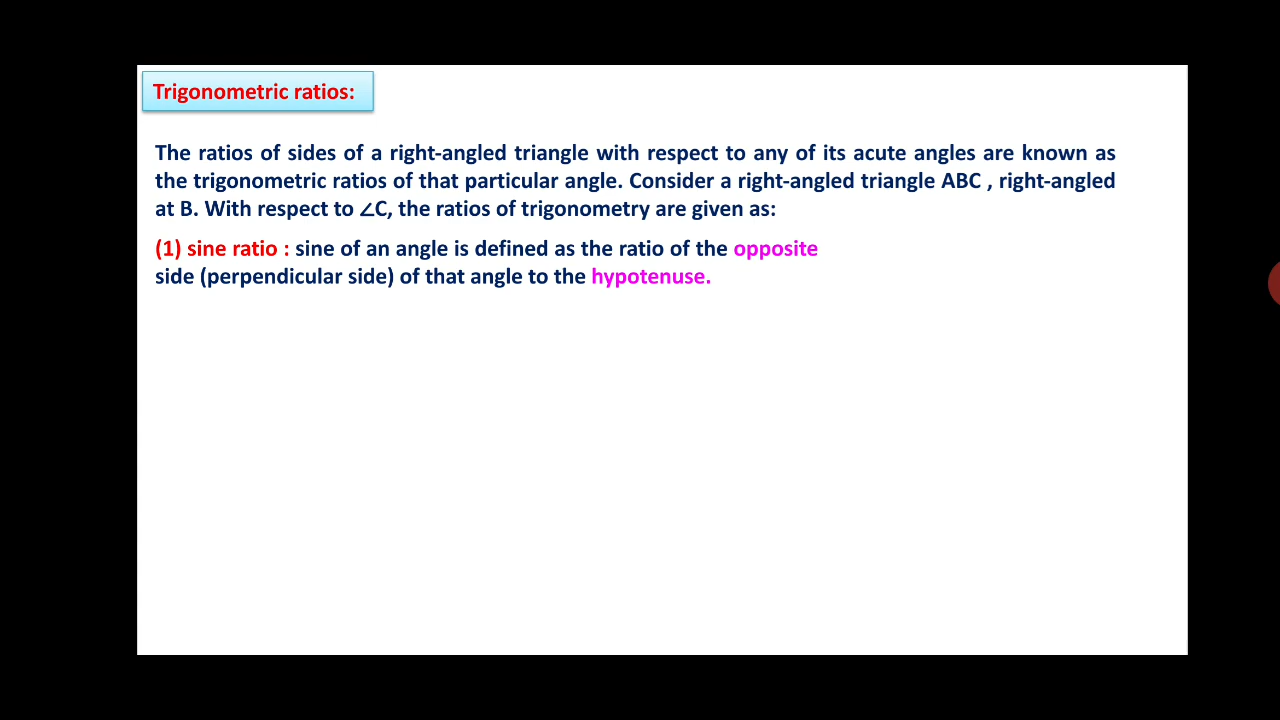 Trigonometric ratios:
The ratios of sides of a right-angled triangle with respect to any of its acute angles are known as
the trigonometric ratios of that particular angle. Consider a right-angled triangle ABC , right-angled
at B. With respect to ∠C, the ratios of trigonometry are given as:
(1) sine ratio : sine of an angle is defined as the ratio of the opposite
side (perpendicular side) of that angle to the hypotenuse.